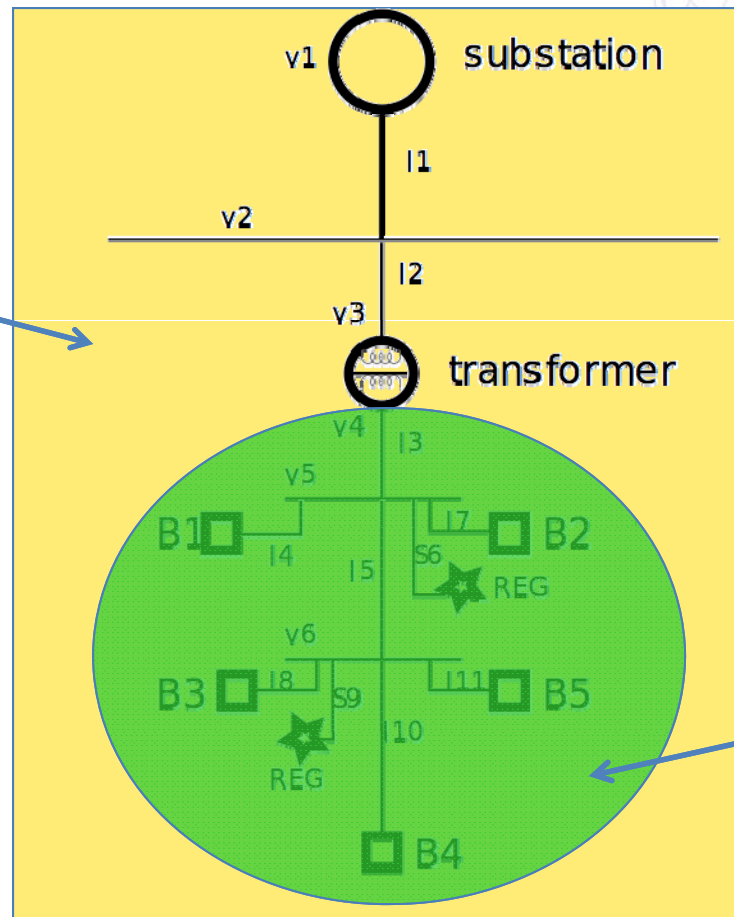 v1
substation
l1
v2
l2
v3
transformer
v4
l3
v5
B1
l7
B2
l4
S6
l5
REG
v6
B3
l8
S9
l11
B5
l10
REG
B4